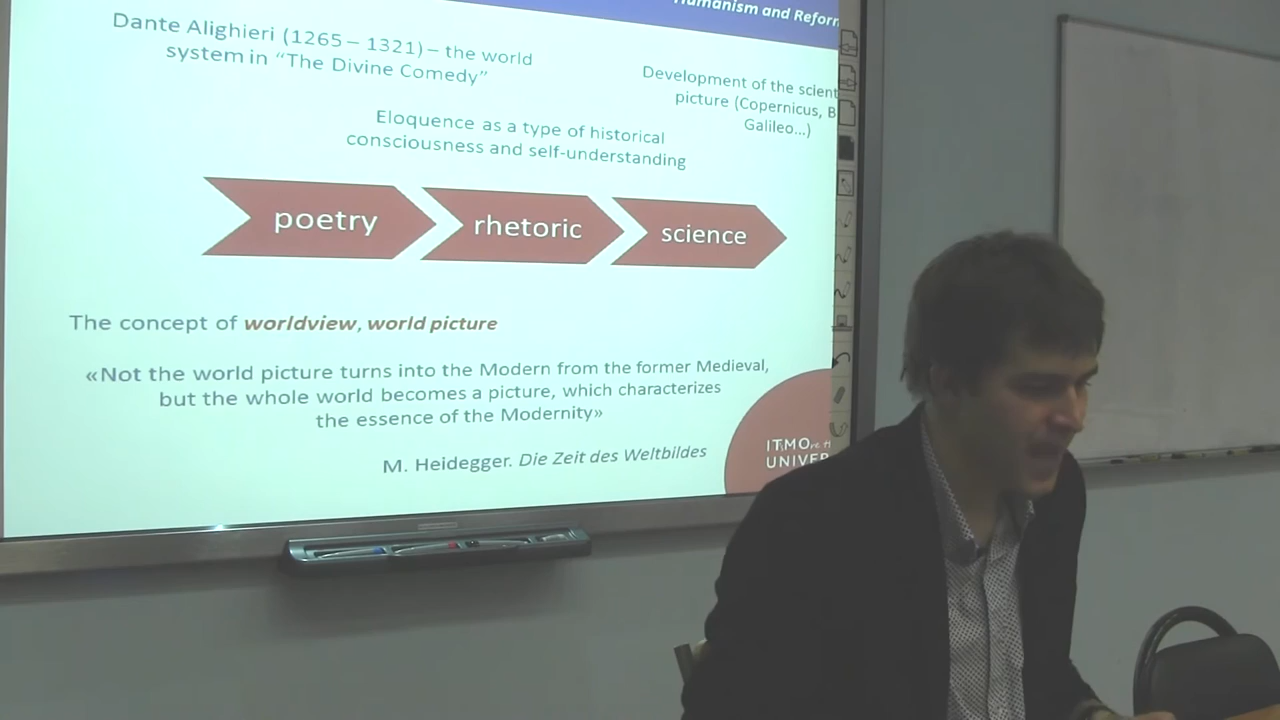 Humanism and Reform
Dante Alighieri (1265 – 1321) – the world
system in “The Divine Comedy”
Development of the scient
picture (Copernicus, B
Galileo...)
Eloquence as a type of historical
consciousness and self-understanding
poetry
rhetoric
science
The concept of worldview, world picture
«Not the world picture turns into the Modern from the former Medieval,
but the whole world becomes a picture, which characterizes
the essence of the Modernity»
M. Heidegger. Die Zeit des Weltbildes
ITMO
UNIVER